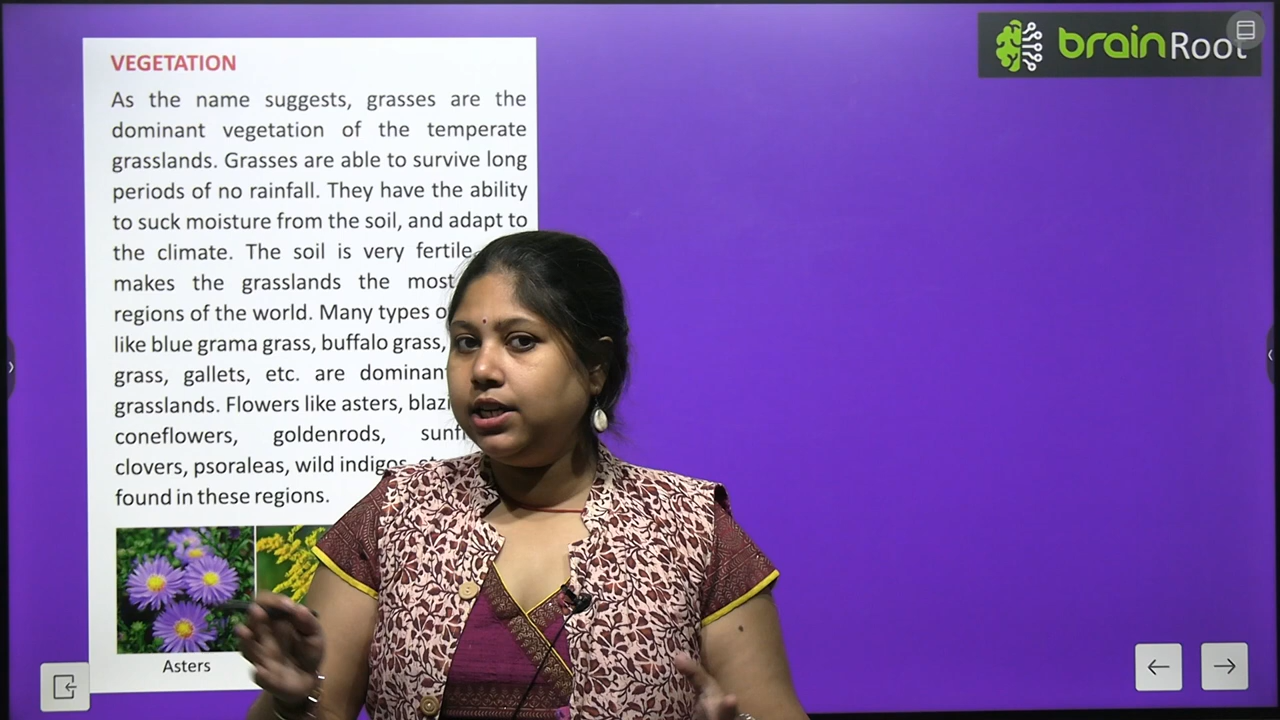 VEGETATION
As the name suggests, grasses are the
dominant vegetation of the temperate
grasslands. Grasses are able to survive long
periods of no rainfall. They have the ability
to suck moisture from the soil, and adapt to
the climate. The soil is very fertile
makes the grasslands the most
regions of the world. Many types
like blue grama grass, buffalo grass,
grass, gallets, etc. are dominant
grasslands. Flowers like asters,
coneflowers, goldenrods,
clovers, psoraleas, wild indigos,
found in these regions.
Asters
brainRoot